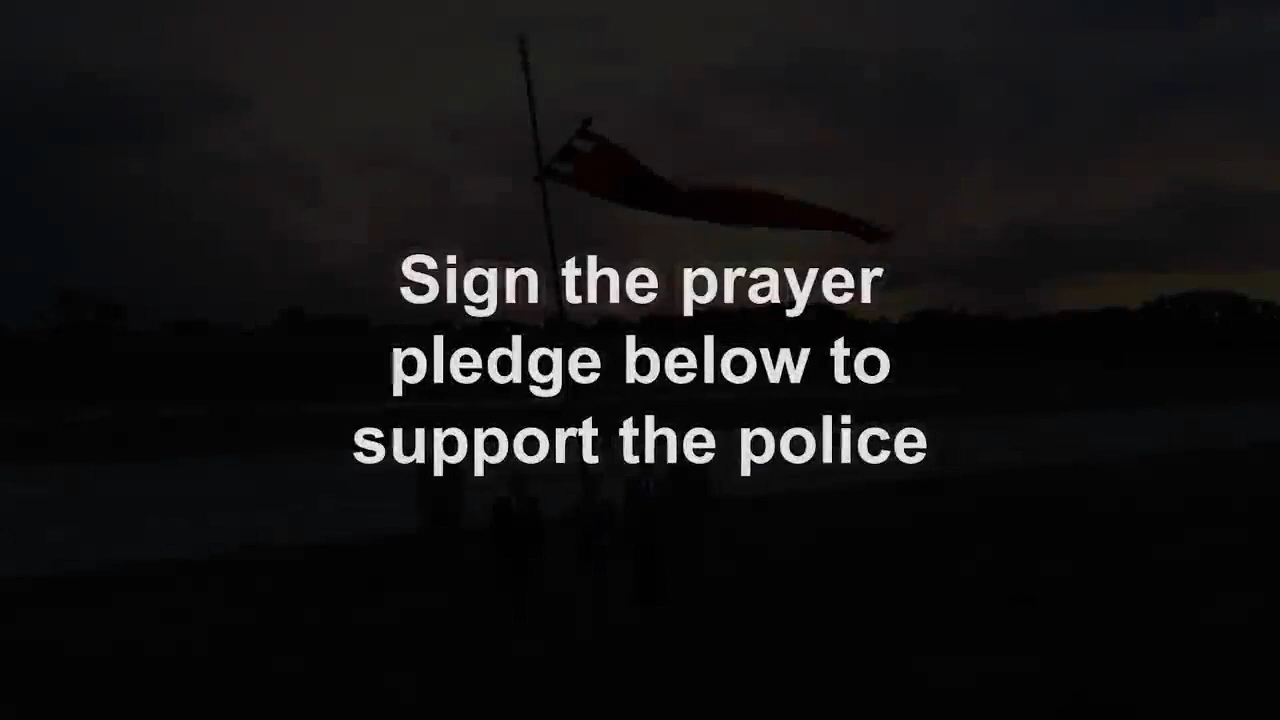 Sign the prayer
pledge below to
support the police